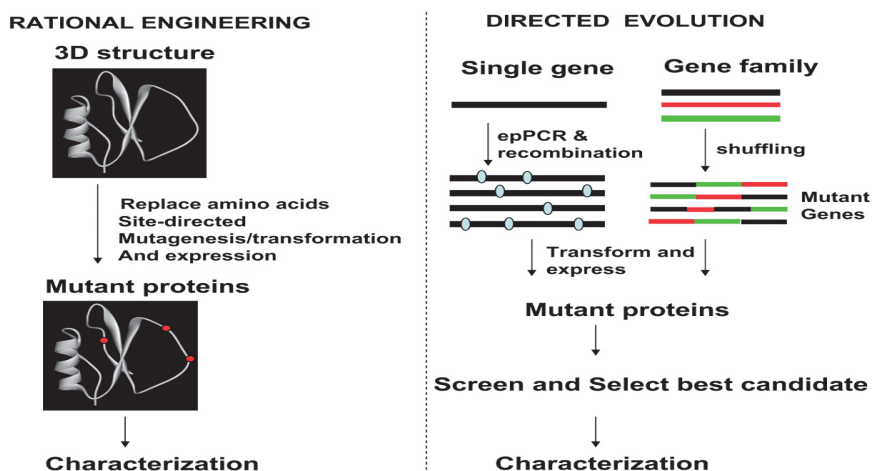 RATIONAL ENGINEERING
3D structure
Replace amino acids
Site-directed
Mutagenesis/transformation
And expression
Mutant proteins
Characterization
DIRECTED EVOLUTION
Single gene
Gene family
epPCR &
recombination
shuffling
Mutant
Genes
Transform and
express
Mutant proteins
Screen and Select best candidate
Characterization